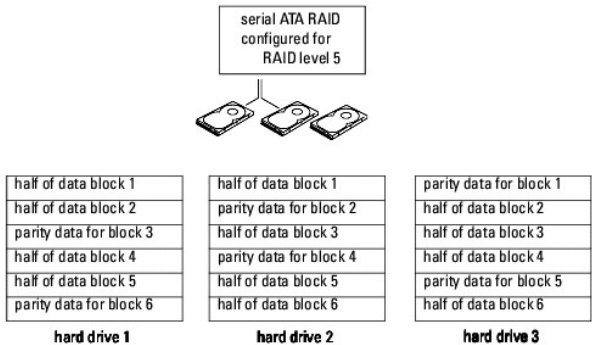 serial ATA RAID
configured for
RAID level 5
half of data block 1
half of data block 2
parity data for block 3
half of data block 4
half of data block 5
parity data for block 6
hard drive 1
half of data block 1
parity data for block 2
half of data block 3
parity data for block 4
half of data block 5
half of data block 6
hard drive 2
parity data for block 1
half of data block 2
half of data block 3
half of data block 4
parity data for block 5
half of data block 6
hard drive 3